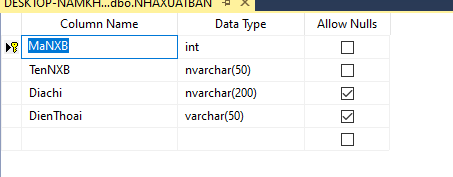 DESKTOP-NAMKH...dbo.NHAXUATBAN
Column Name Data Type Allow Nulls
MaNXB int
TenNXB nvarchar(50)
Diachi nvarchar(200)
DienThoai varchar(50)